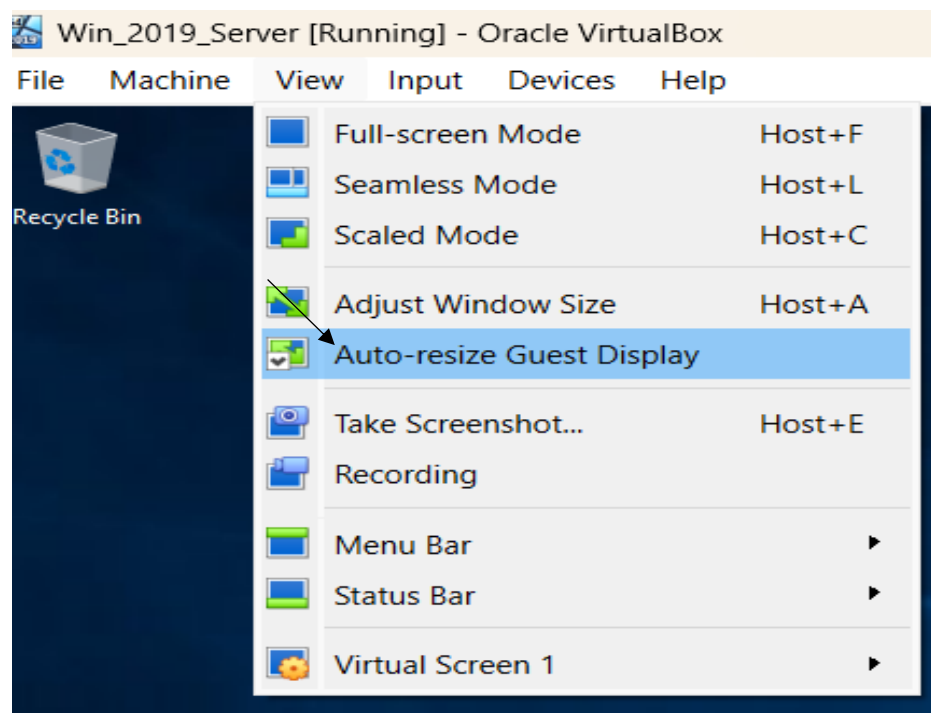 Win_2019_Server [Running] - Oracle VirtualBox
File Machine View Input Devices Help
Recycle Bin
Full-screen Mode Host+F
Seamless Mode Host+L
Scaled Mode Host+C
Adjust Window Size Host+A
Auto-resize Guest Display
Take Screenshot... Host+E
Recording
Menu Bar
Status Bar
Virtual Screen 1